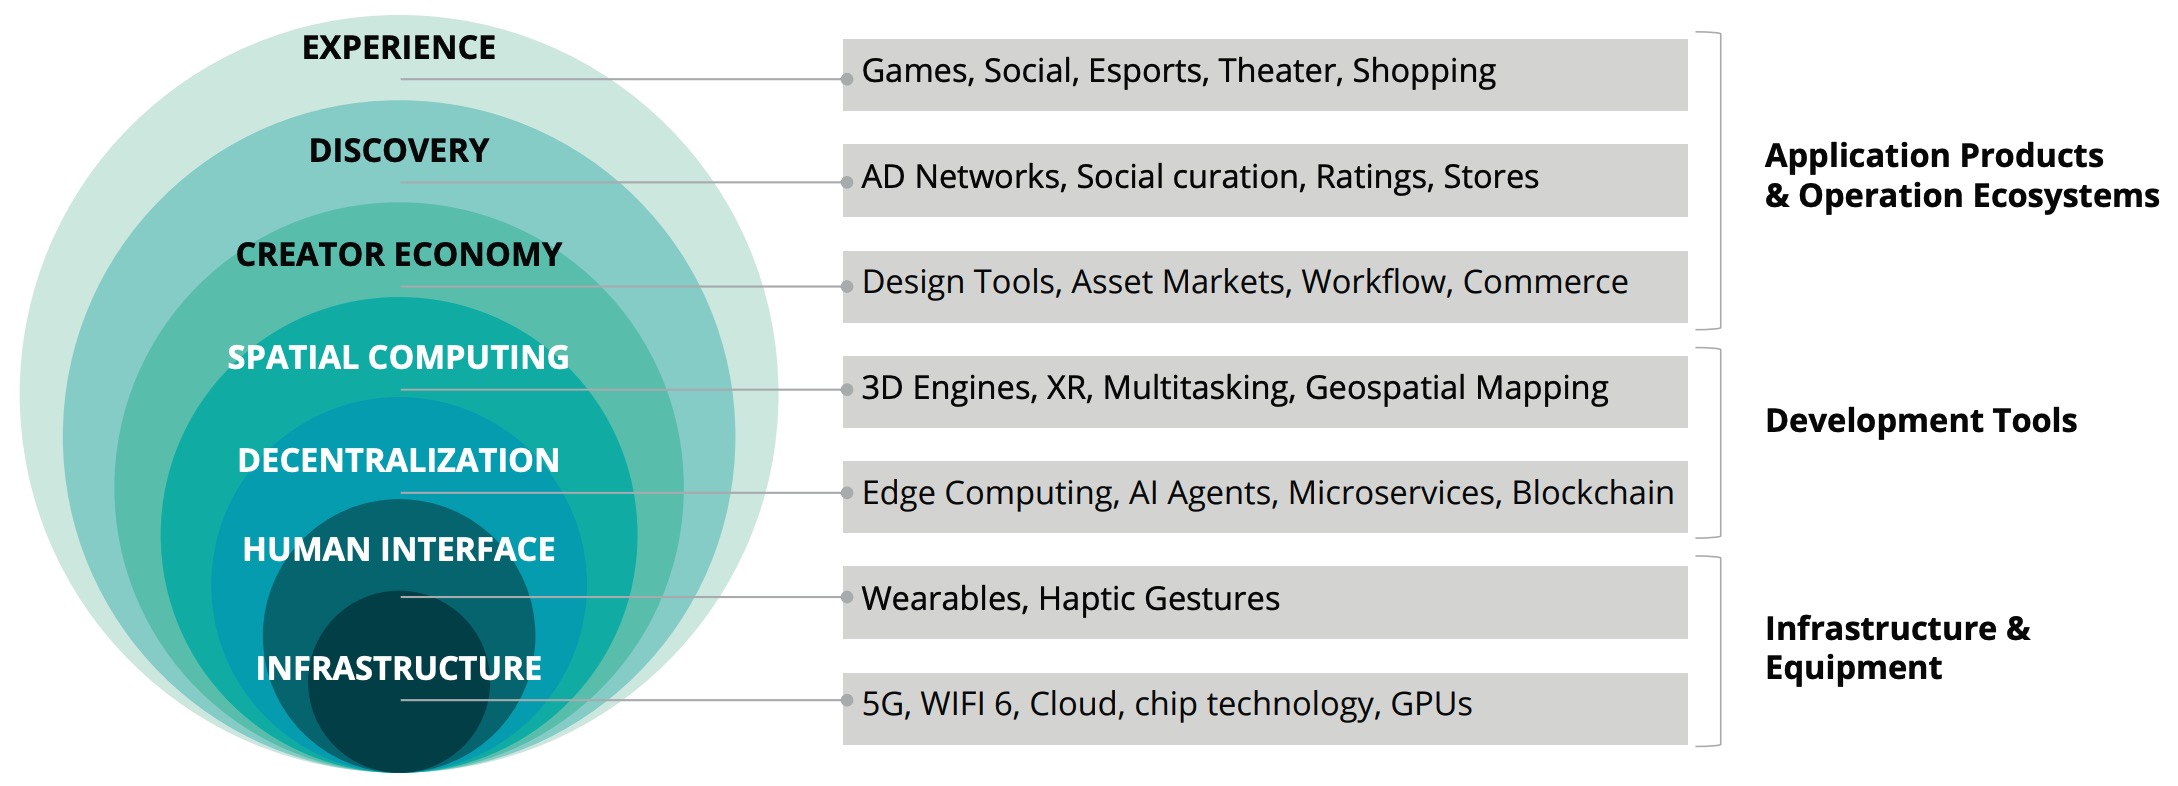 EXPERIENCE
Games, Social, Esports, Theater, Shopping
DISCOVERY
AD Networks, Social curation, Ratings, Stores
CREATOR ECONOMY
Design Tools, Asset Markets, Workflow, Commerce
Application Products
& Operation Ecosystems
SPATIAL COMPUTING
3D Engines, XR, Multitasking, Geospatial Mapping
DECENTRALIZATION
Edge Computing, AI Agents, Microservices, Blockchain
Development Tools
HUMAN INTERFACE
Wearables, Haptic Gestures
INFRASTRUCTURE
5G, WIFI 6, Cloud, chip technology, GPUs
Infrastructure &
Equipment